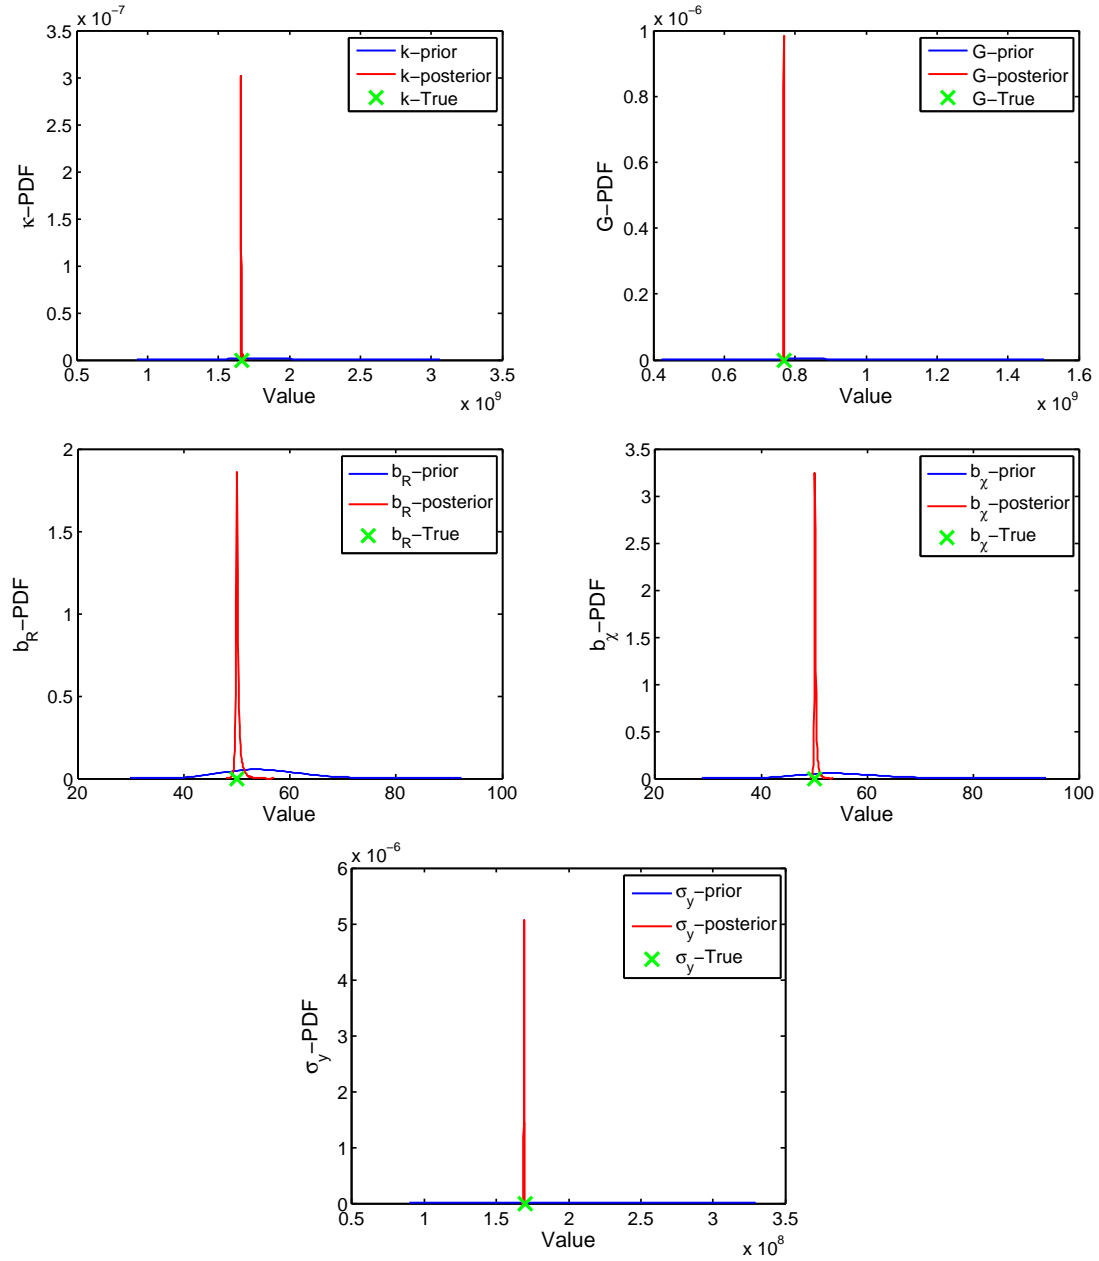 x 10⁻⁷
3.5
3
2.5
2
1.5
1
0.5
0
κ−PDF
k−prior
k−posterior
k−True
0.5 1 1.5 2 2.5 3 3.5
Value
x 10⁹
x 10⁻⁶
1
0.8
0.6
0.4
0.2
0
G−PDF
G−prior
G−posterior
G−True
0.4 0.6 0.8 1 1.2 1.4 1.6
Value
x 10⁹
2
1.5
1
0.5
0
b_R−PDF
b_R−prior
b_R−posterior
b_R−True
20 40 60 80 100
Value
3.5
3
2.5
2
1.5
1
0.5
0
b_χ−PDF
b_χ−prior
b_χ−posterior
b_χ−True
20 40 60 80 100
Value
x 10⁻⁶
6
5
4
3
2
1
0
σ_y−PDF
σ_y−prior
σ_y−posterior
σ_y−True
0.5 1 1.5 2 2.5 3 3.5
Value
x 10⁸